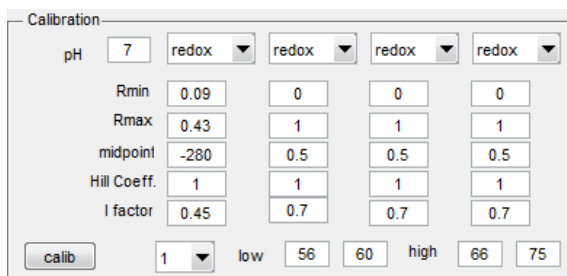 Calibration
pH 7 redox redox redox redox
Rmin 0.09 0 0 0
Rmax 0.43 1 1 1
midpoint -280 0.5 0.5 0.5
Hill Coeff. 1 1 1 1
I factor 0.45 0.7 0.7 0.7
calib 1 low 56 60 high 66 75